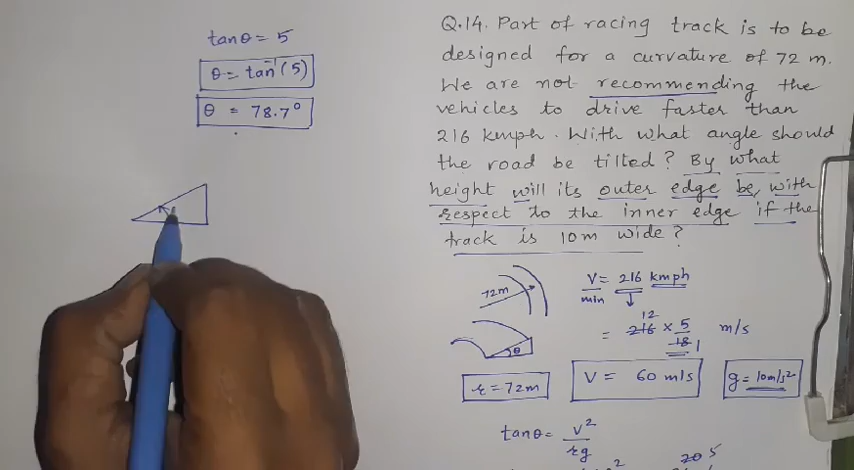 tanθ = 5
θ = tan⁻¹(5)
θ = 78.7°
Q.14. Part of racing track is to be
designed for a curvature of 72 m.
We are not recommending the
vehicles to drive faster than
216 kmph. With what angle should
the road be tilted? By what
height will its outer edge be, with
respect to the inner edge if the
track is 10m wide?
72m
V = 216 kmph
min
12
= 216 × 5/18 m/s
1
θ
r = 72m
V = 60 m/s
g = 10m/s²
tanθ = V²/rg
20 5